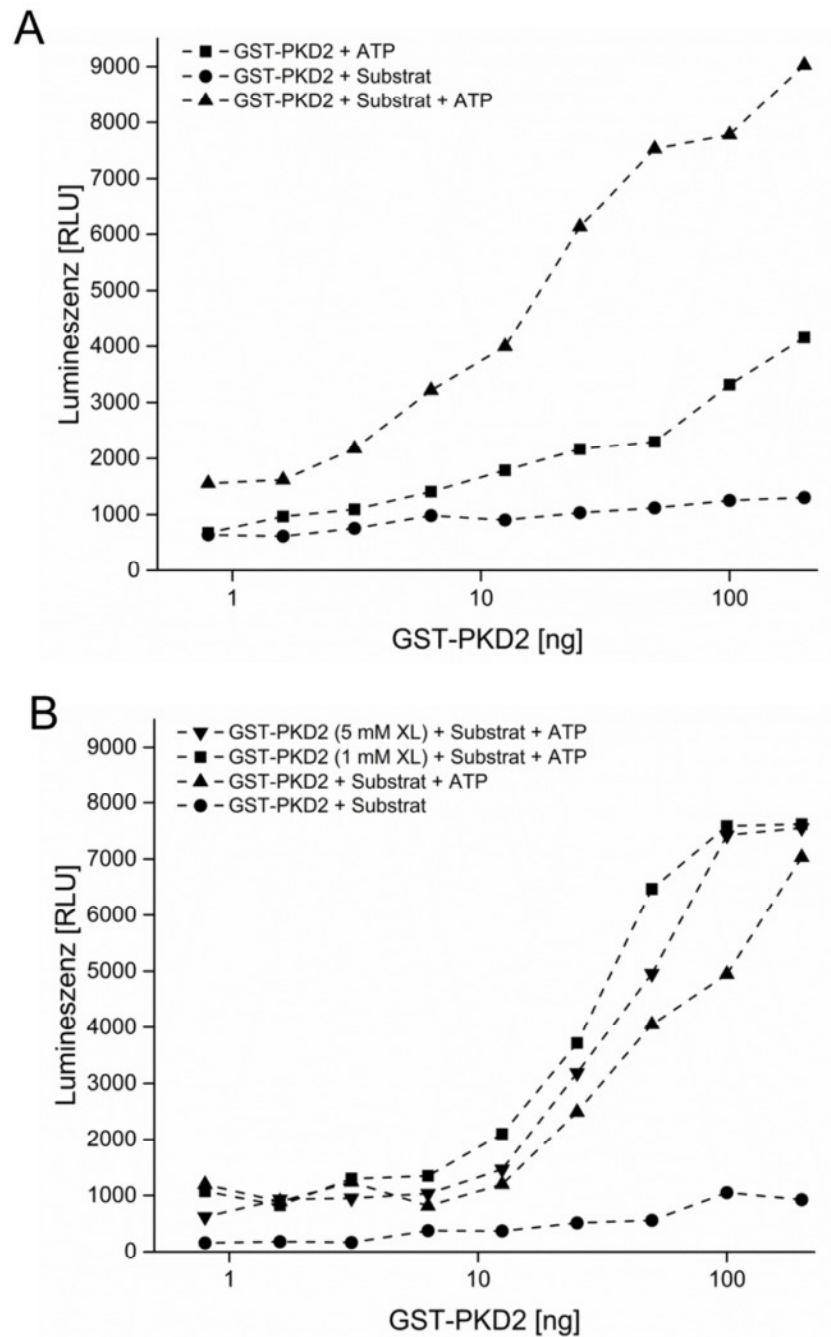 A
GST-PKD2 + ATP
GST-PKD2 + Substrat
GST-PKD2 + Substrat + ATP
Lumineszenz [RLU]
9000
8000
7000
6000
5000
4000
3000
2000
1000
0
1 10 100
GST-PKD2 [ng]
B
GST-PKD2 (5 mM XL) + Substrat + ATP
GST-PKD2 (1 mM XL) + Substrat + ATP
GST-PKD2 + Substrat + ATP
GST-PKD2 + Substrat
Lumineszenz [RLU]
9000
8000
7000
6000
5000
4000
3000
2000
1000
0
1 10 100
GST-PKD2 [ng]